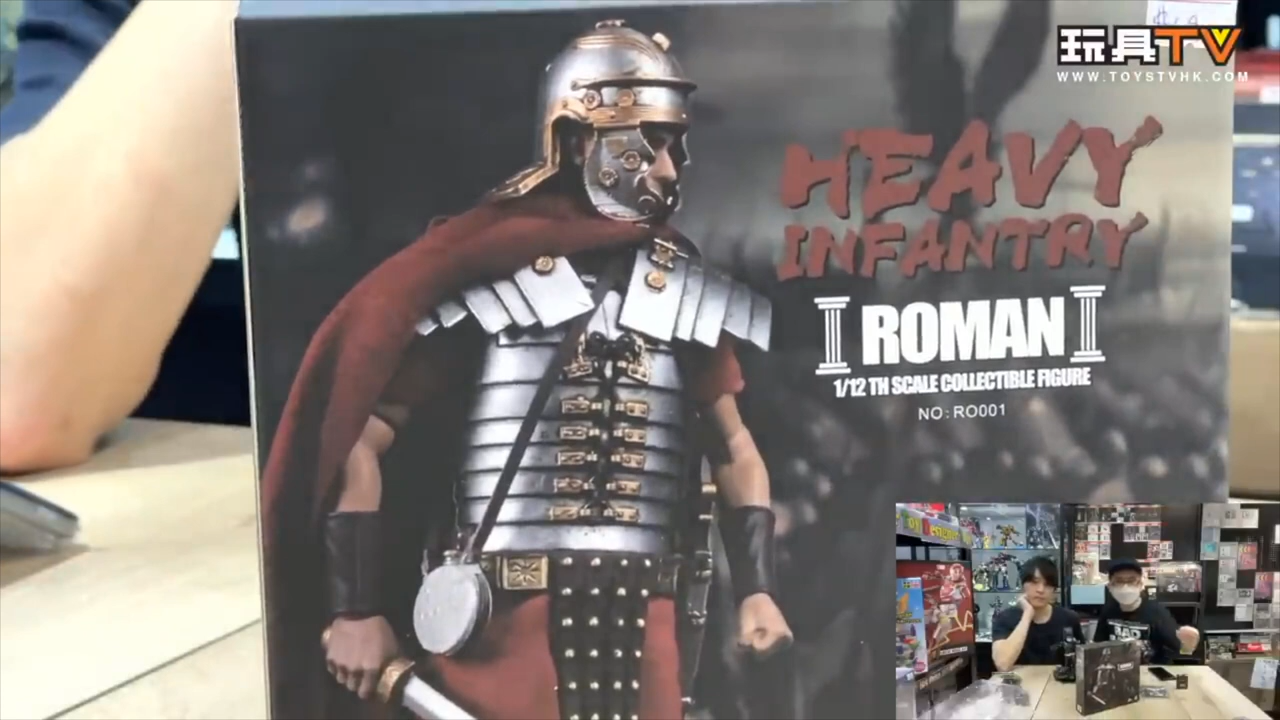 玩具TV
WWW.TOYSTVHK.COM
HEAVY
INFANTRY
ROMAN
1/12 TH SCALE COLLECTIBLE FIGURE
NO: RO001